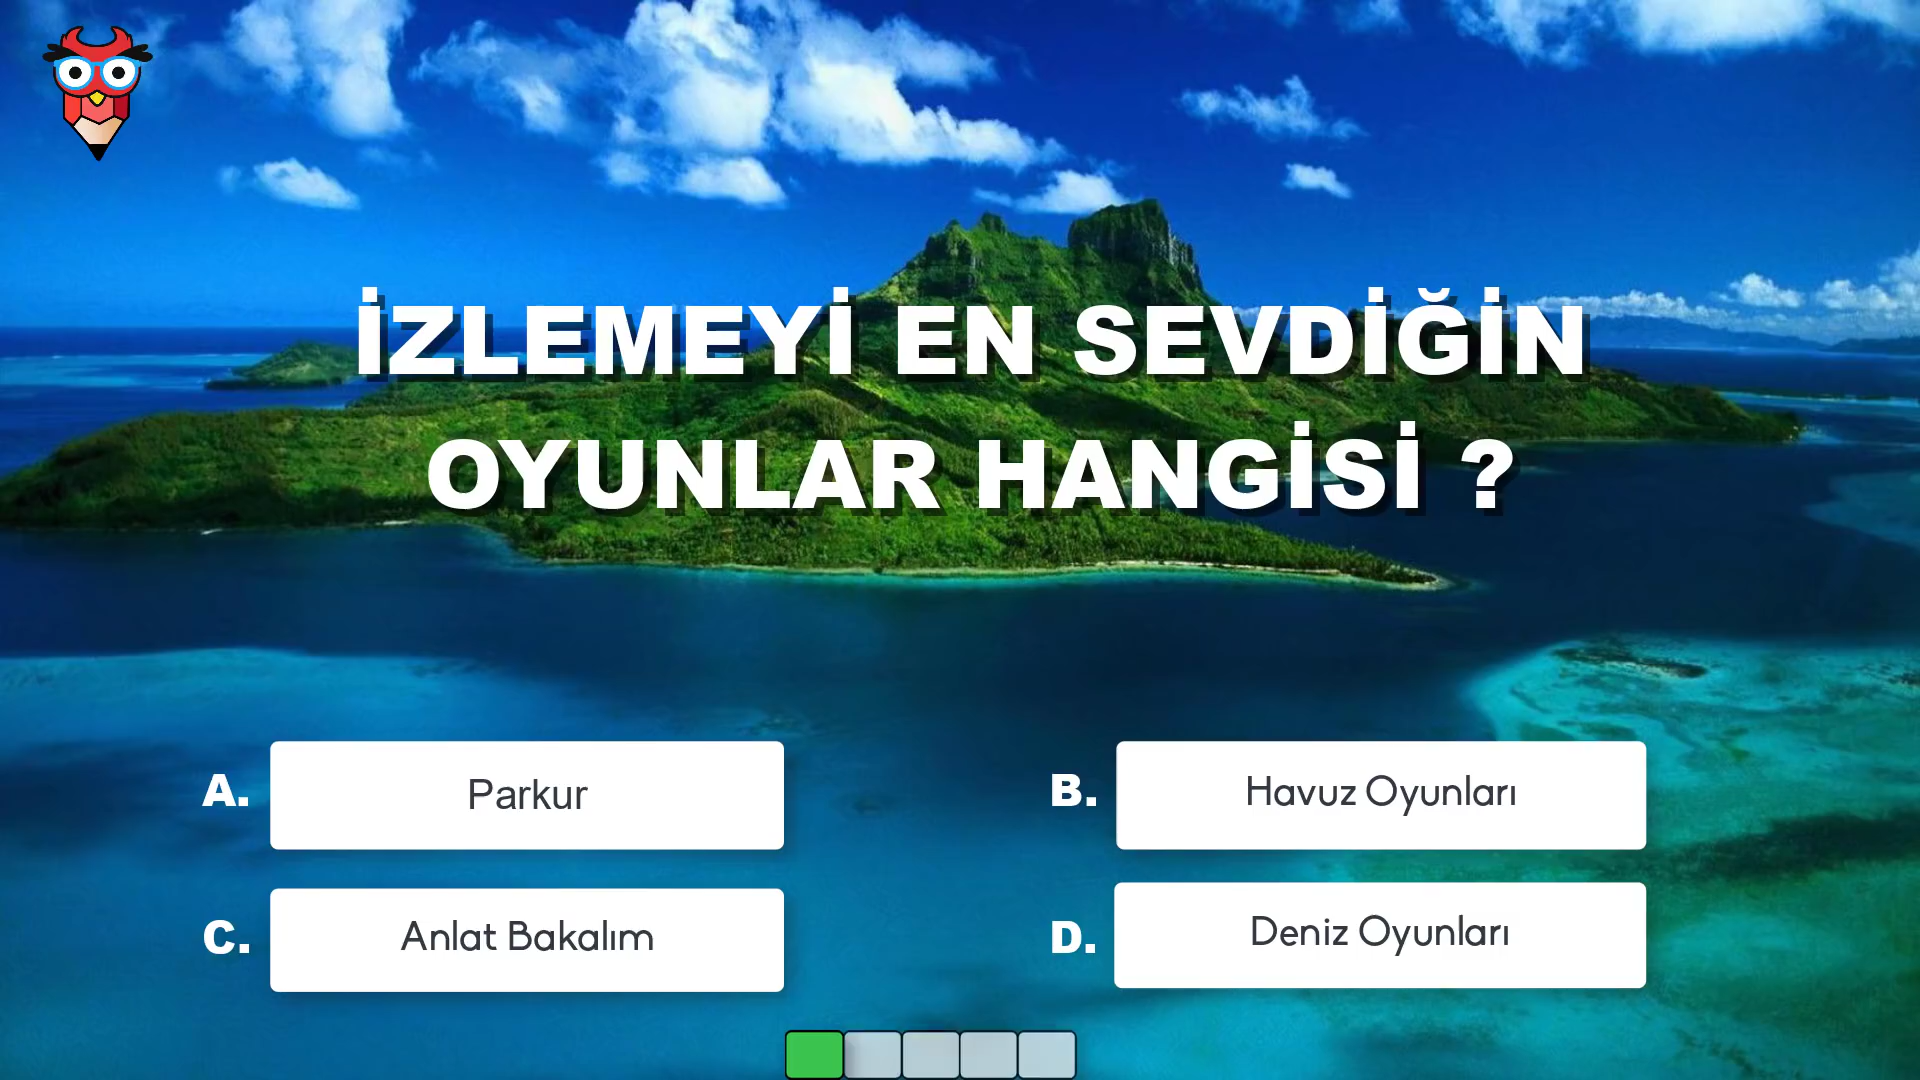 İZLEMEYİ EN SEVDİĞİN
OYUNLAR HANGİSİ ?
A. Parkur
B. Havuz Oyunları
C. Anlat Bakalım
D. Deniz Oyunları